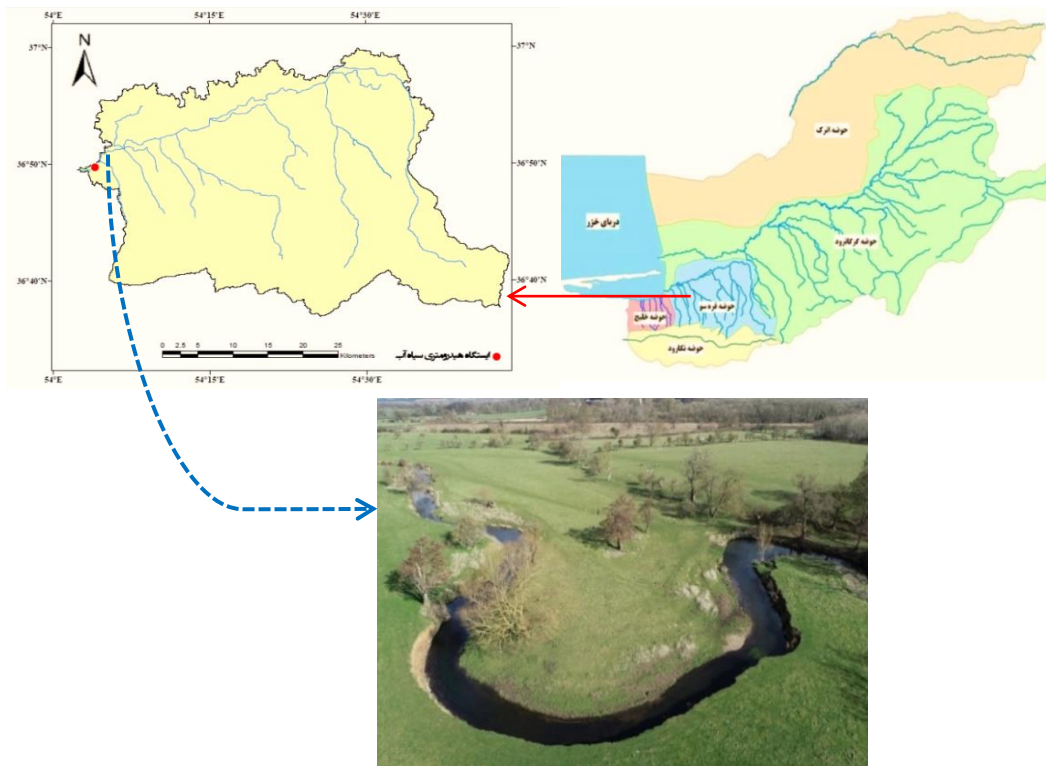 54°E
54°15'E
54°30'E
N
37°N
37°N
36°50'N
36°50'N
36°40'N
36°40'N
0 2.5 5 10 15 20 25
Kilometers
ایستگاه هیدرومتری سیاه آب
54°E
54°15'E
54°30'E
حوضه اترک
دریای خزر
حوضه گرگانرود
حوضه قره سو
حوضه خلیج
حوضه نکارود